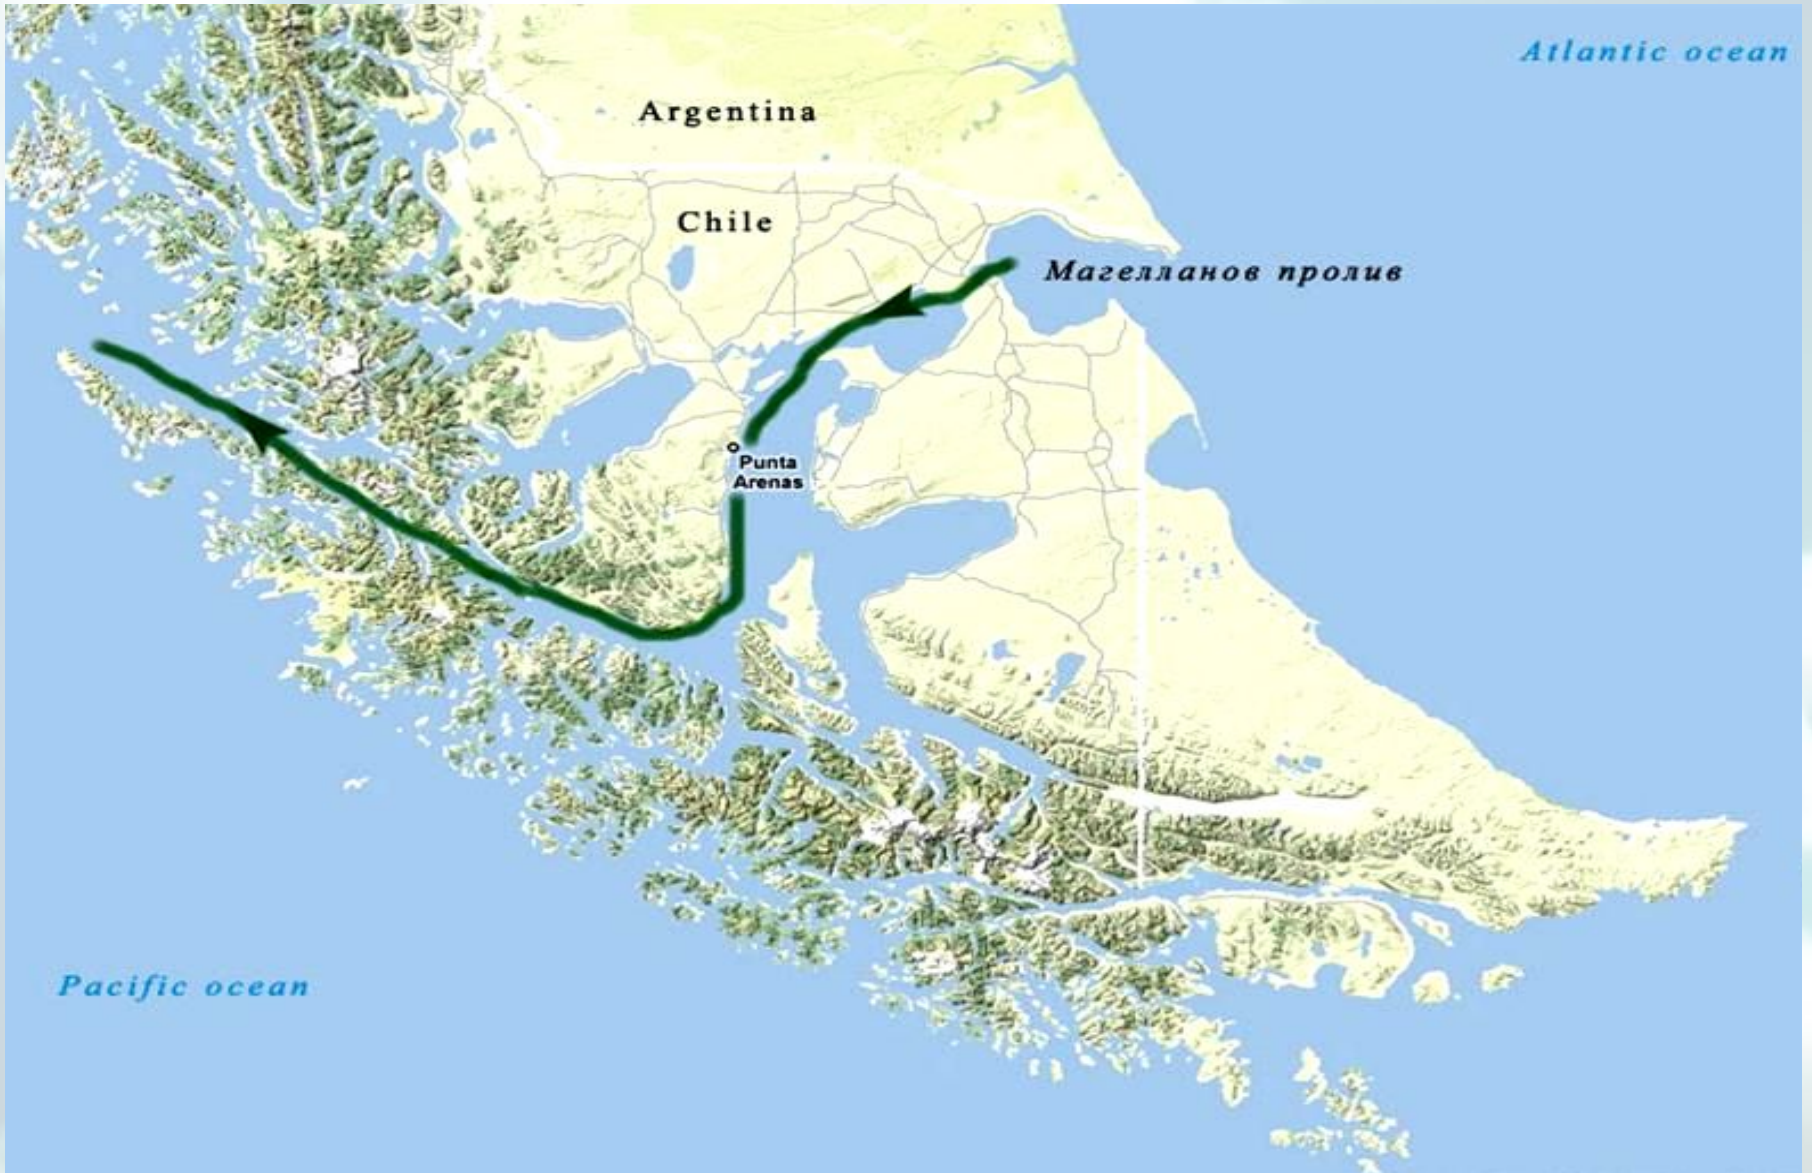 Atlantic ocean
Argentina
Chile
Магелланов пролив
Punta
Arenas
Pacific ocean